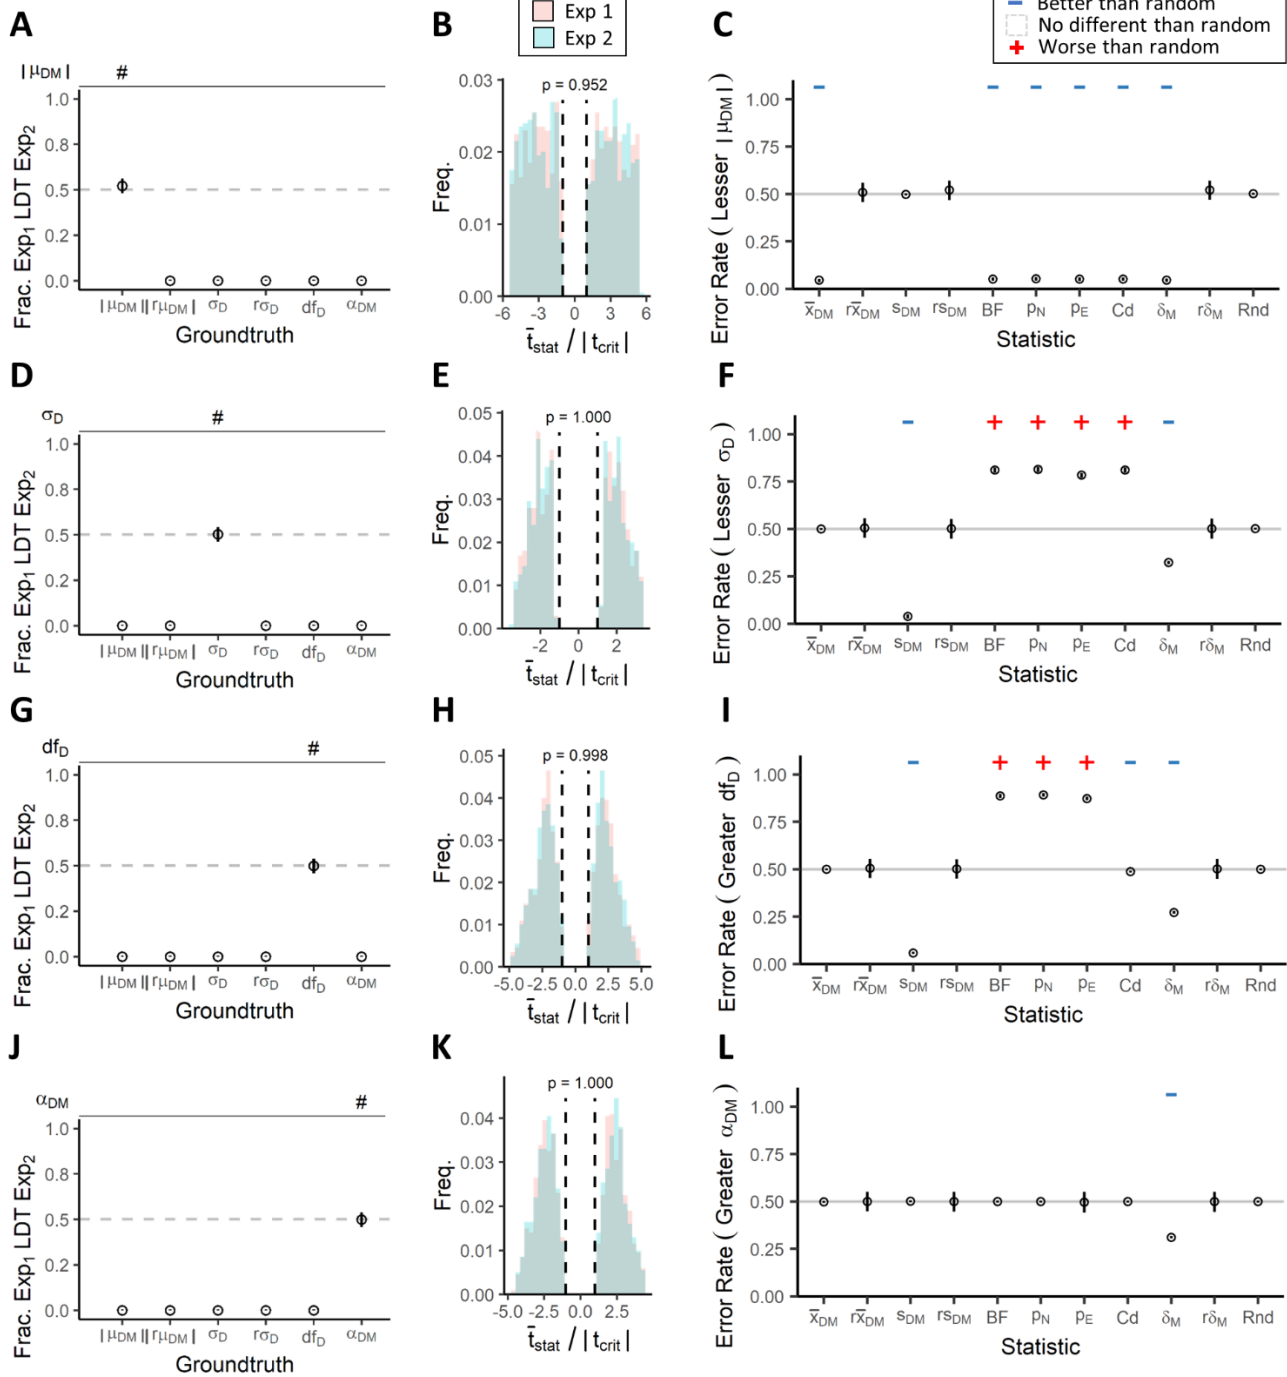 Exp 1
Exp 2
Better than random
No different than random
Worse than random
A
|μDM|
#
Frac. Exp1 LDT Exp2
1.0
0.8
0.5
0.2
0.0
|μDM| |rμDM| σD rσD dfD αDM
Groundtruth
B
p = 0.952
Freq.
0.03
0.02
0.01
0.00
-6 -3 0 3 6
t̄stat / |tcrit|
C
Error Rate ( Lesser |μDM| )
1.00
0.75
0.50
0.25
0.00
x̄DM rx̄DM sDM rsDM BF pN pE Cd δM rδM Rnd
Statistic
D
σD
#
Frac. Exp1 LDT Exp2
1.0
0.8
0.5
0.2
0.0
|μDM| |rμDM| σD rσD dfD αDM
Groundtruth
E
p = 1.000
Freq.
0.05
0.04
0.03
0.02
0.01
0.00
-2 0 2
t̄stat / |tcrit|
F
Error Rate ( Lesser σD )
1.00
0.75
0.50
0.25
0.00
x̄DM rx̄DM sDM rsDM BF pN pE Cd δM rδM Rnd
Statistic
G
dfD
#
Frac. Exp1 LDT Exp2
1.0
0.8
0.5
0.2
0.0
|μDM| |rμDM| σD rσD dfD αDM
Groundtruth
H
p = 0.998
Freq.
0.05
0.04
0.03
0.02
0.01
0.00
-5.0 -2.5 0.0 2.5 5.0
t̄stat / |tcrit|
I
Error Rate ( Greater dfD )
1.00
0.75
0.50
0.25
0.00
x̄DM rx̄DM sDM rsDM BF pN pE Cd δM rδM Rnd
Statistic
J
αDM
#
Frac. Exp1 LDT Exp2
1.0
0.8
0.5
0.2
0.0
|μDM| |rμDM| σD rσD dfD αDM
Groundtruth
K
p = 1.000
Freq.
0.04
0.03
0.02
0.01
0.00
-5.0 -2.5 0.0 2.5
t̄stat / |tcrit|
L
Error Rate ( Greater αDM )
1.00
0.75
0.50
0.25
0.00
x̄DM rx̄DM sDM rsDM BF pN pE Cd δM rδM Rnd
Statistic